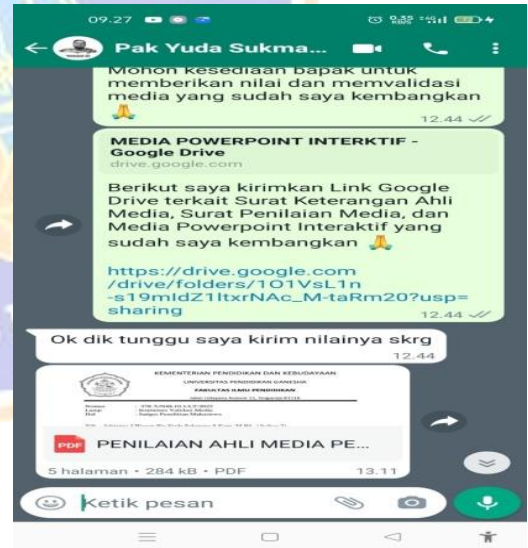 09.27
0,35 KB/S
Pak Yuda Sukma...
Mohon kesediaan bapak untuk
memberikan nilai dan memvalidasi
media yang sudah saya kembangkan
🙏
12.44
MEDIA POWERPOINT INTERKTIF -
Google Drive
drive.google.com
Berikut saya kirimkan Link Google
Drive terkait Surat Keterangan Ahli
Media, Surat Penilaian Media, dan
Media Powerpoint Interaktif yang
sudah saya kembangkan 🙏
https://drive.google.com
/drive/folders/1O1VsL1n
-s19mIdZ1ltxrNAc_M-taRm20?usp=
sharing
12.44
Ok dik tunggu saya kirim nilainya skrg
12.44
KEMENTERIAN PENDIDIKAN DAN KEBUDAYAAN
UNIVERSITAS PENDIDIKAN GANESHA
FAKULTAS ILMU PENDIDIKAN
PDF
PENILAIAN AHLI MEDIA PE...
5 halaman • 284 kB • PDF
13.11
Ketik pesan